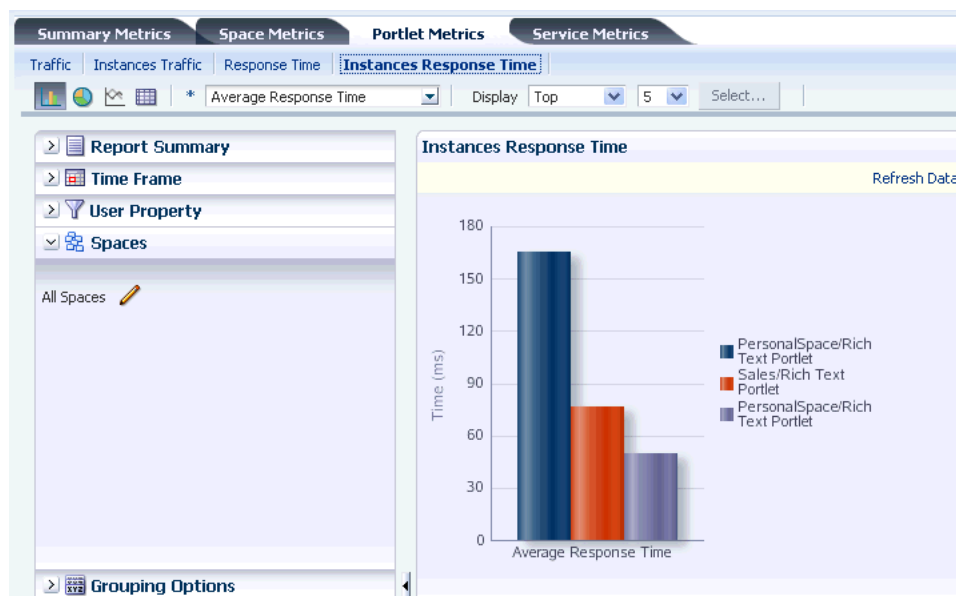 Summary Metrics Space Metrics Portlet Metrics Service Metrics
Traffic Instances Traffic Response Time Instances Response Time
* Average Response Time Display Top 5 Select...
Report Summary
Time Frame
User Property
Spaces
All Spaces
Grouping Options
Instances Response Time
Refresh Data
180
150
120
90
60
30
0
Time (ms)
Average Response Time
PersonalSpace/Rich
Text Portlet
Sales/Rich Text
Portlet
PersonalSpace/Rich
Text Portlet